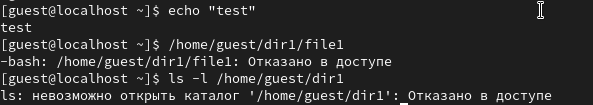 [guest@localhost ~]$ echo "test"
test
[guest@localhost ~]$ /home/guest/dir1/file1
-bash: /home/guest/dir1/file1: Отказано в доступе
[guest@localhost ~]$ ls -l /home/guest/dir1
ls: невозможно открыть каталог '/home/guest/dir1': Отказано в доступе